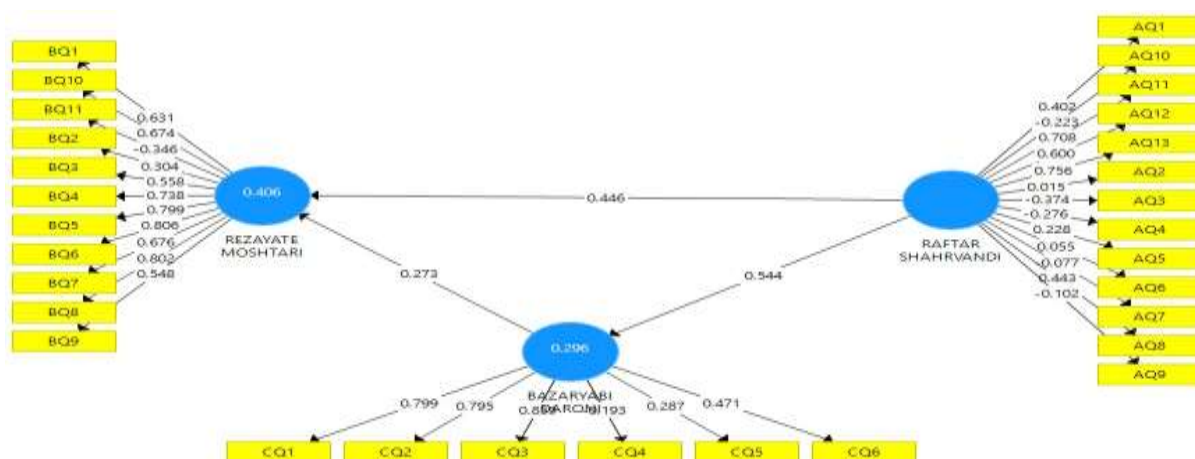 BQ1
BQ10
BQ11
BQ2
BQ3
BQ4
BQ5
BQ6
BQ7
BQ8
BQ9
0.631
0.674
-0.346
0.304
0.558
0.738
0.799
0.806
0.676
0.802
0.548
0.406
REZAYATE
MOSHTARI
0.446
0.273
0.544
RAFTAR
SHAHRVANDI
0.402
-0.223
0.708
0.600
0.756
0.015
-0.374
-0.276
0.228
0.055
0.443
-0.102
AQ1
AQ10
AQ11
AQ12
AQ13
AQ2
AQ3
AQ4
AQ5
AQ6
AQ7
AQ8
AQ9
0.296
BAZARYABI
DARONI
0.799
0.795
0.287
0.471
CQ1
CQ2
CQ3
CQ4
CQ5
CQ6